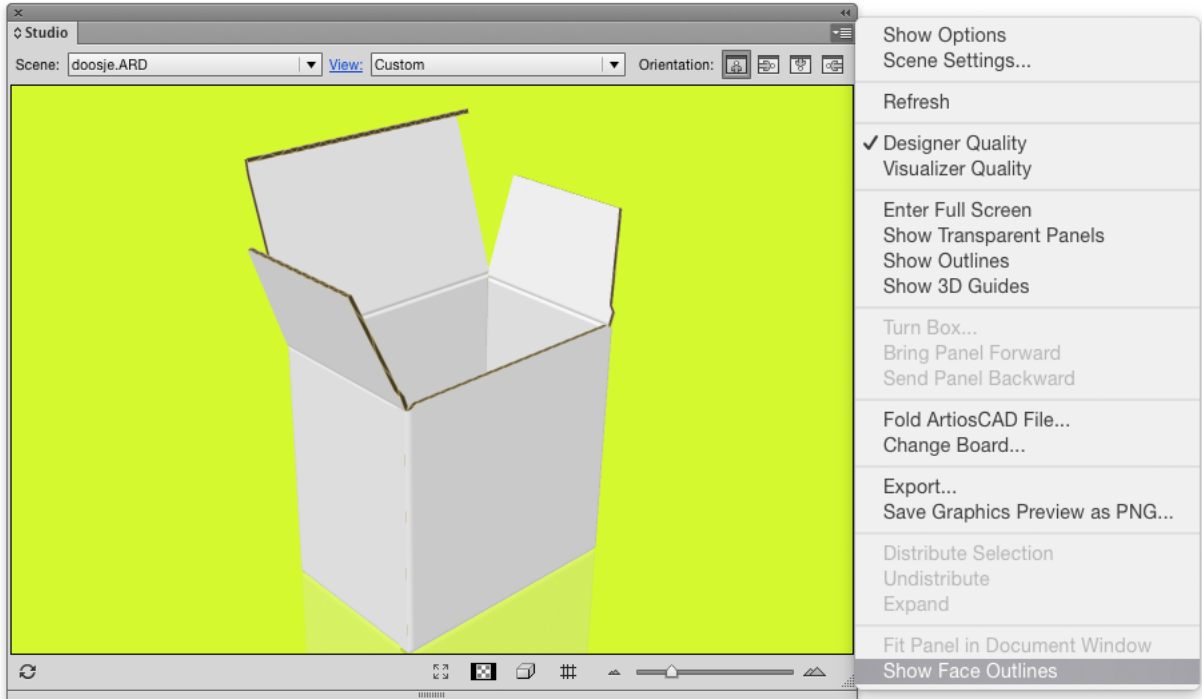 Studio
Scene: doosje.ARD View: Custom Orientation:
Show Options
Scene Settings...
Refresh
✓ Designer Quality
Visualizer Quality
Enter Full Screen
Show Transparent Panels
Show Outlines
Show 3D Guides
Turn Box...
Bring Panel Forward
Send Panel Backward
Fold ArtiosCAD File...
Change Board...
Export...
Save Graphics Preview as PNG...
Distribute Selection
Undistribute
Expand
Fit Panel in Document Window
Show Face Outlines